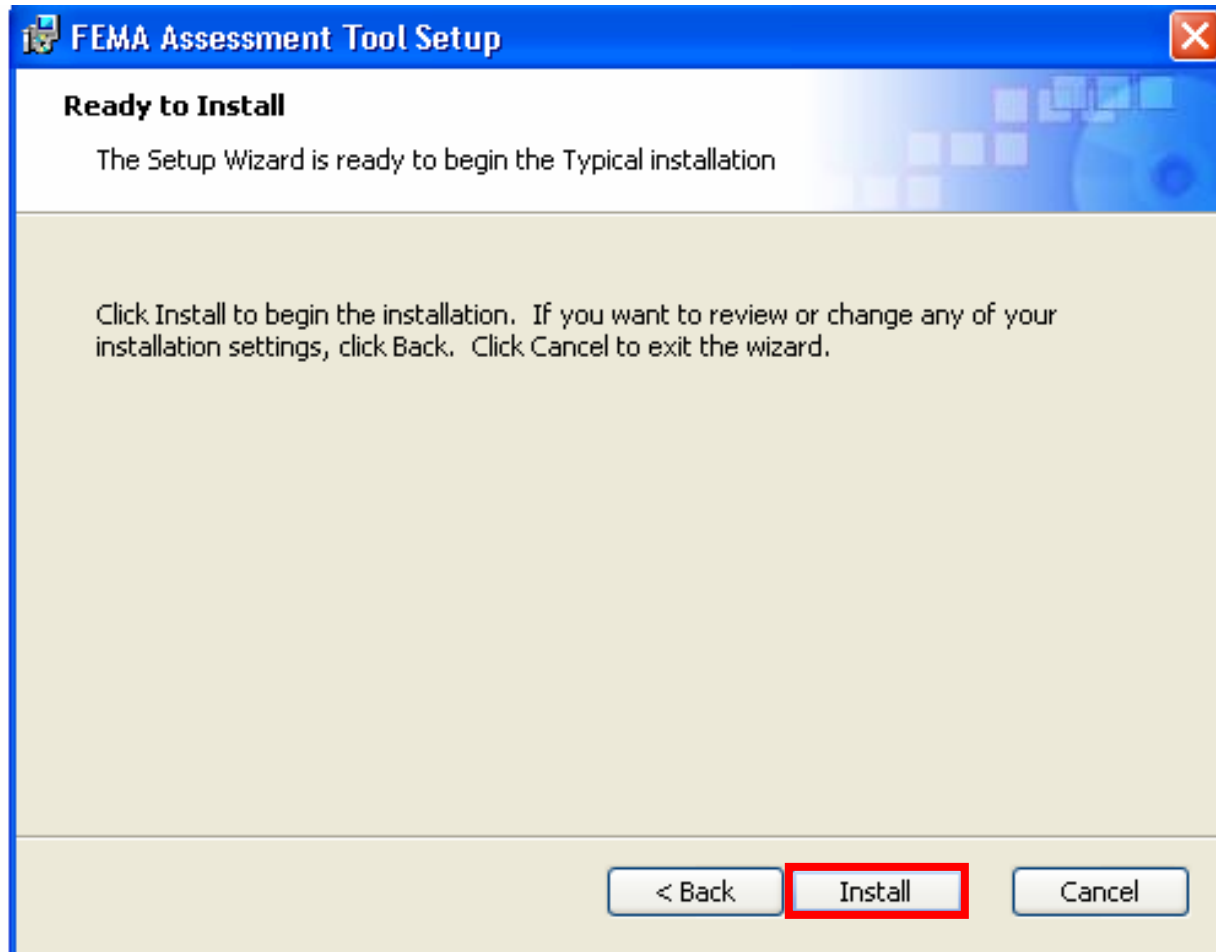 FEMA Assessment Tool Setup
Ready to Install
The Setup Wizard is ready to begin the Typical installation
Click Install to begin the installation.  If you want to review or change any of your
installation settings, click Back.  Click Cancel to exit the wizard.
< Back Install Cancel